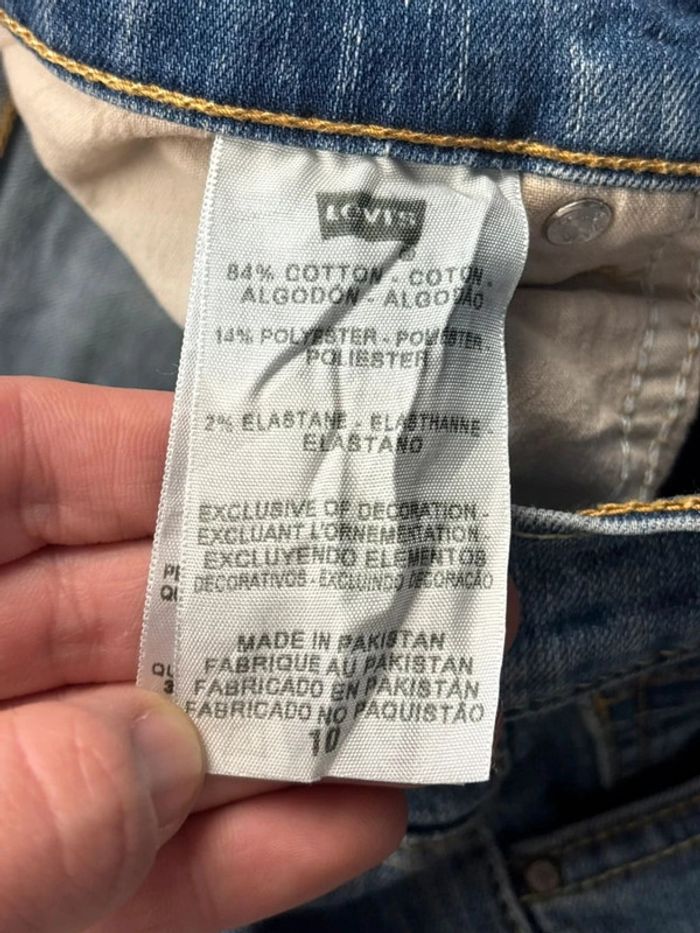 LEVI'S
®
84% COTTON - COTON -
ALGODÓN - ALGODÃO
14% POLYESTER - POLYESTER -
POLIESTER
2% ELASTANE - ELASTHANNE -
ELASTANO
EXCLUSIVE OF DECORATION -
EXCLUANT L'ORNEMENTATION -
EXCLUYENDO ELEMENTOS
DECORATIVOS - EXCLUINDO DECORAÇÃO
MADE IN PAKISTAN
FABRIQUE AU PAKISTAN
FABRICADO EN PAKISTÁN
FABRICADO NO PAQUISTÃO
10